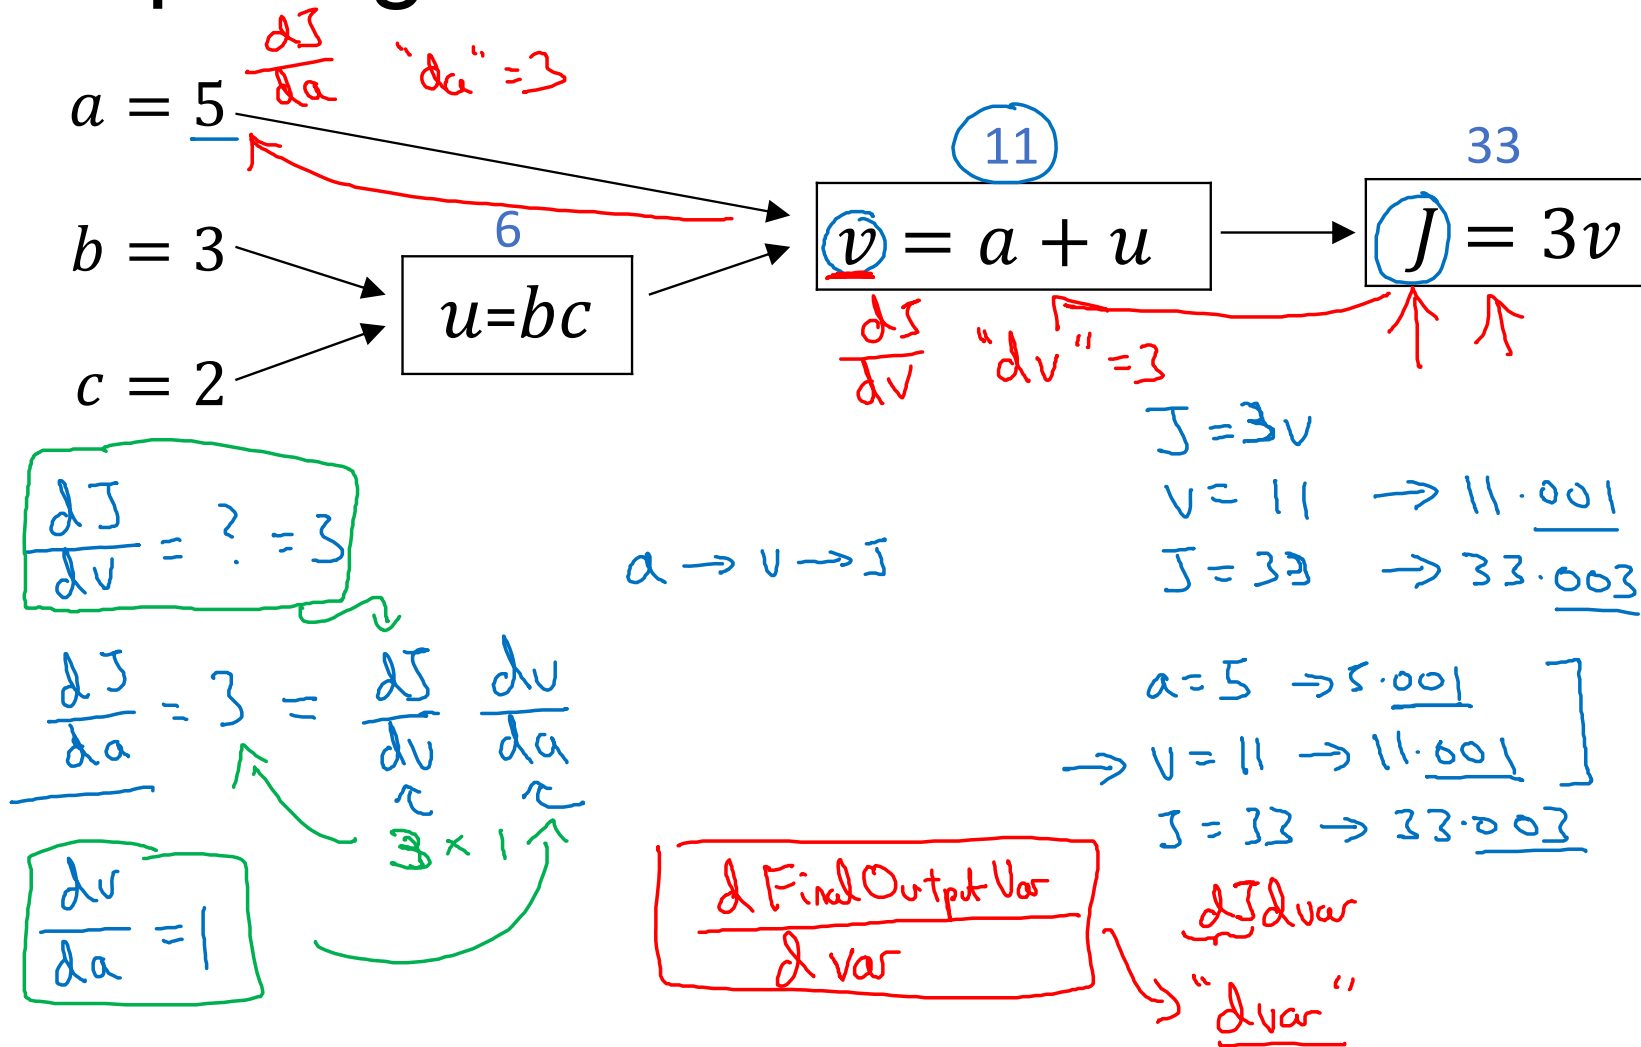 dJ/da "da" = 3
a = 5
11
33
b = 3
6
v = a + u
J = 3v
u=bc
dJ/dv "dv" = 3
c = 2
J = 3v
v = 11 → 11.001
J = 33 → 33.003
dJ/dv = ? = 3
a → v → J
dJ/da = 3 = dJ/dv dv/da
3 × 1
a = 5 → 5.001
→ v = 11 → 11.001
J = 33 → 33.003
dv/da = 1
d FinalOutputVar / d var
dJdvar
"dvar"